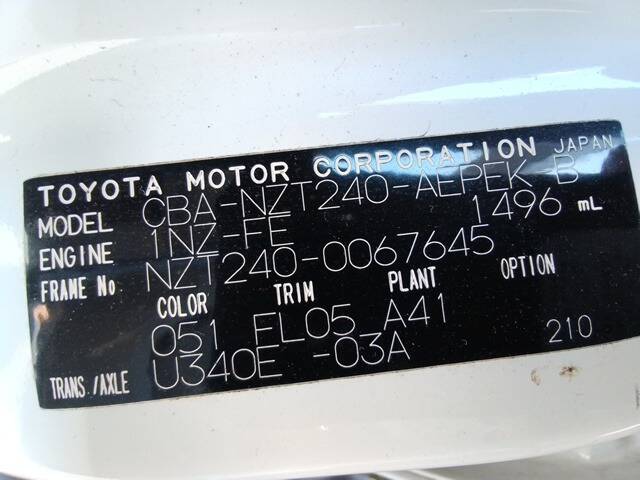 TOYOTA MOTOR CORPORATION JAPAN
MODEL CBA-NZT240-AEPEK B
ENGINE 1NZ-FE 1496 mL
FRAME No NZT240-0067645
COLOR TRIM PLANT OPTION
051 FL05 A41
TRANS./AXLE U340E -03A 210